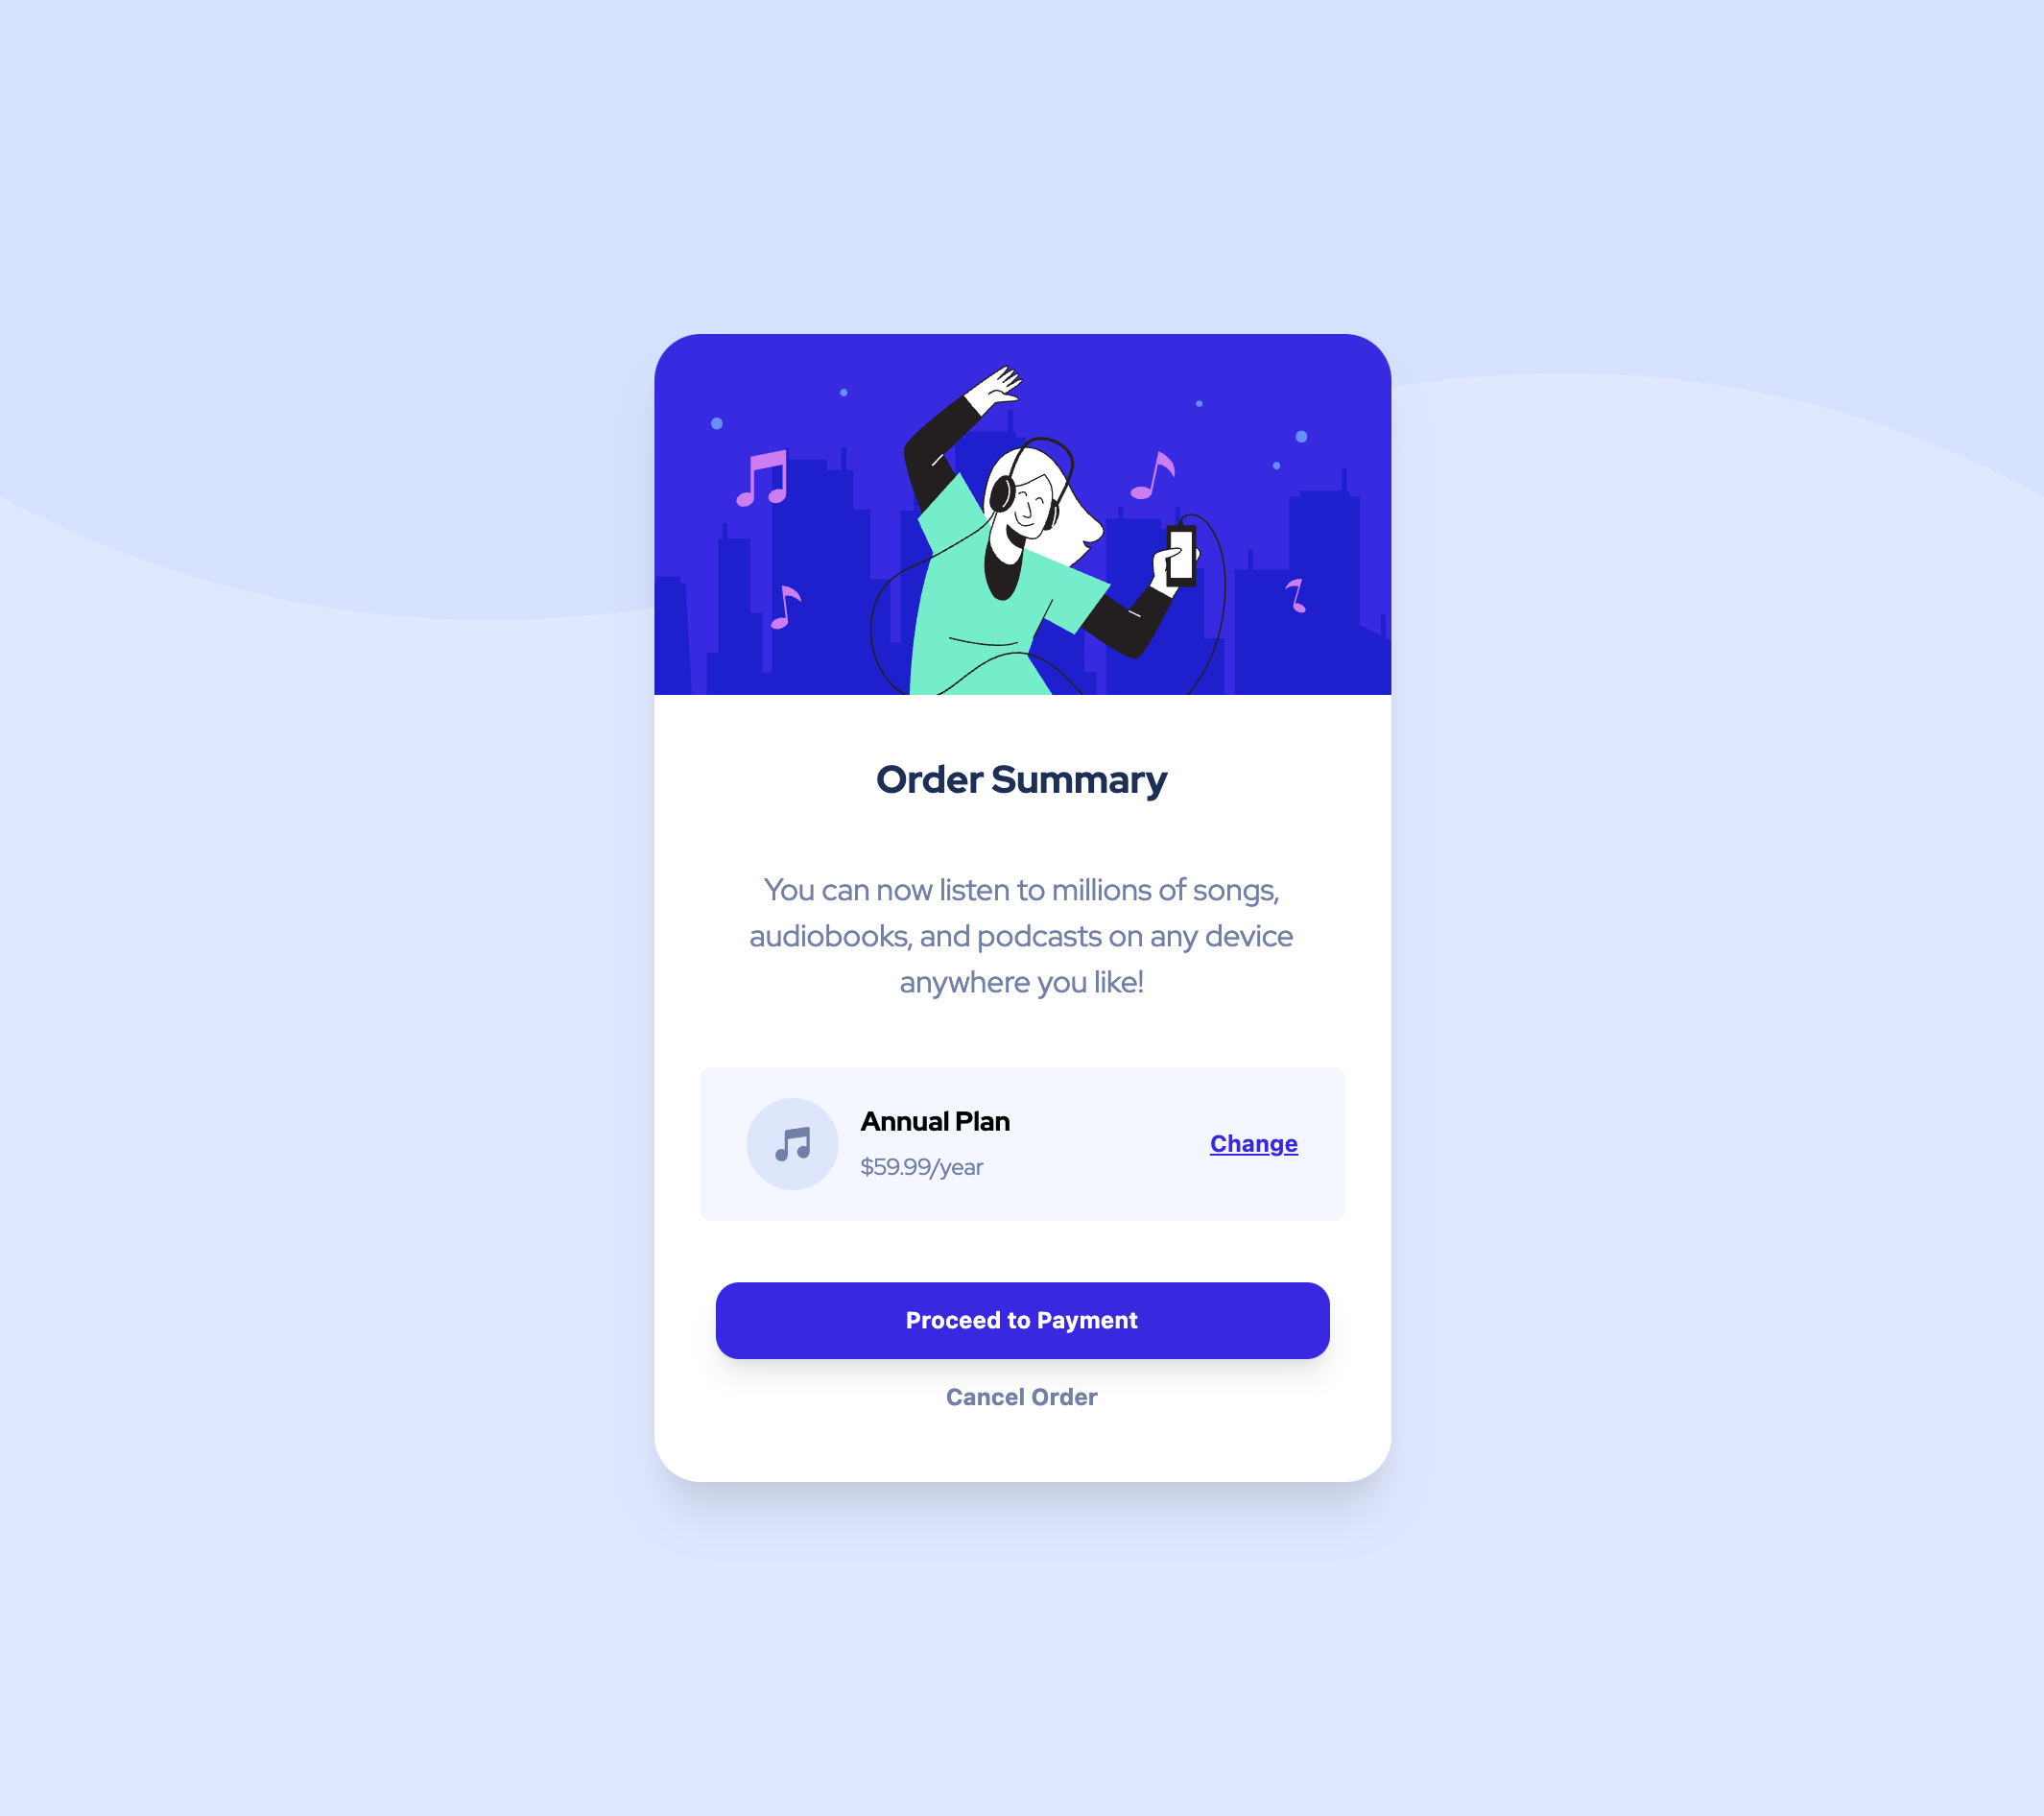 Order Summary
You can now listen to millions of songs,
audiobooks, and podcasts on any device
anywhere you like!
Annual Plan
$59.99/year
Change
Proceed to Payment
Cancel Order